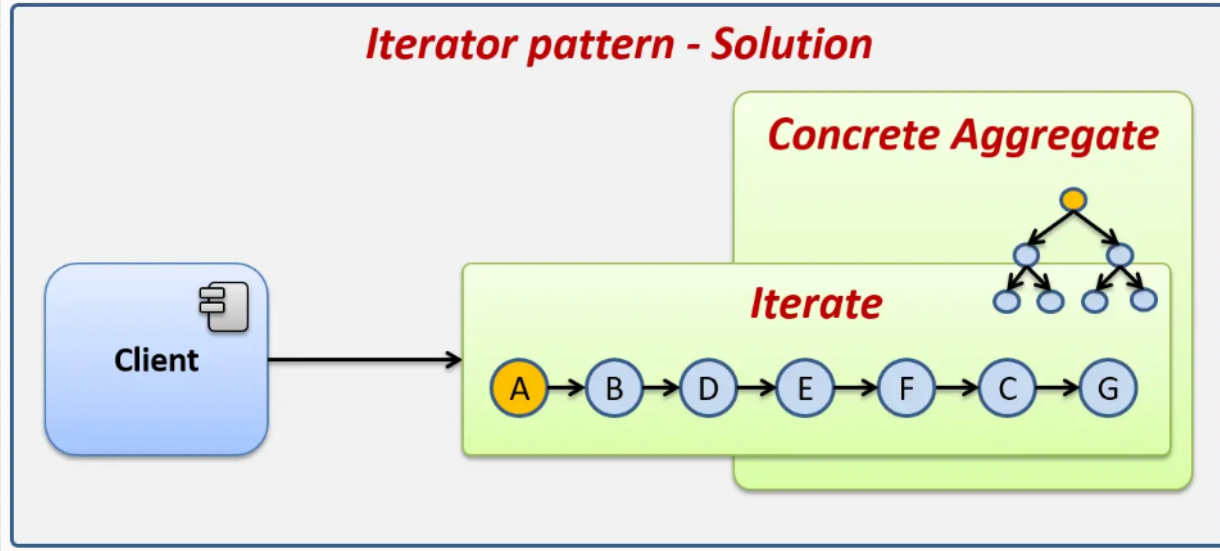 Iterator pattern - Solution
Concrete Aggregate
Iterate
Client
A B D E F C G